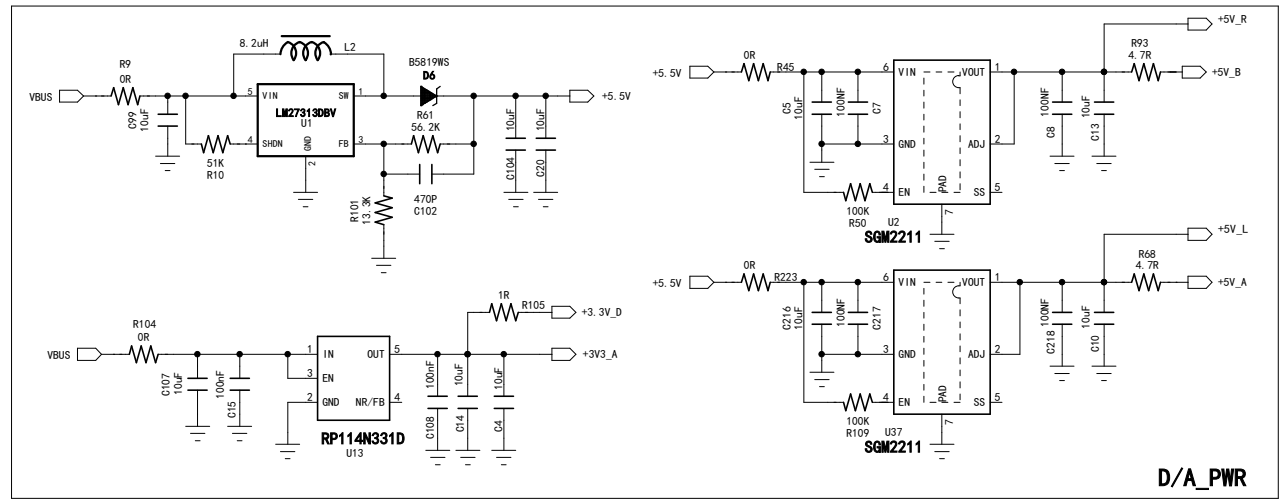 8.2uH
L2
R9
0R
VBUS
C99
10uF
5
VIN
SW
1
LM27313DBV
U1
4
SHDN
GND
2
FB
3
51K
R10
B5819WS
D6
R61
56.2K
470P
C102
R101
13.3K
10uF
C104
10uF
C20
+5.5V
R104
0R
VBUS
C107
10uF
100nF
C15
1
IN
OUT
5
3
EN
2
GND
NR/FB
4
RP114N331D
U13
1R
R105
+3.3V_D
+3V3_A
100nF
C108
10uF
C14
10uF
C4
0R
+5.5V
R45
C5
10uF
100NF
C7
6
VIN
VOUT
1
3
GND
ADJ
2
4
EN
SS
5
PAD
7
100K
R50
U2
SGM2211
+5V_R
R93
4.7R
+5V_B
100NF
C8
10uF
C13
0R
+5.5V
R223
C216
10uF
100NF
C217
6
VIN
VOUT
1
3
GND
ADJ
2
4
EN
SS
5
PAD
7
100K
R109
U37
SGM2211
+5V_L
R68
4.7R
+5V_A
100NF
C218
10uF
C10
D/A_PWR